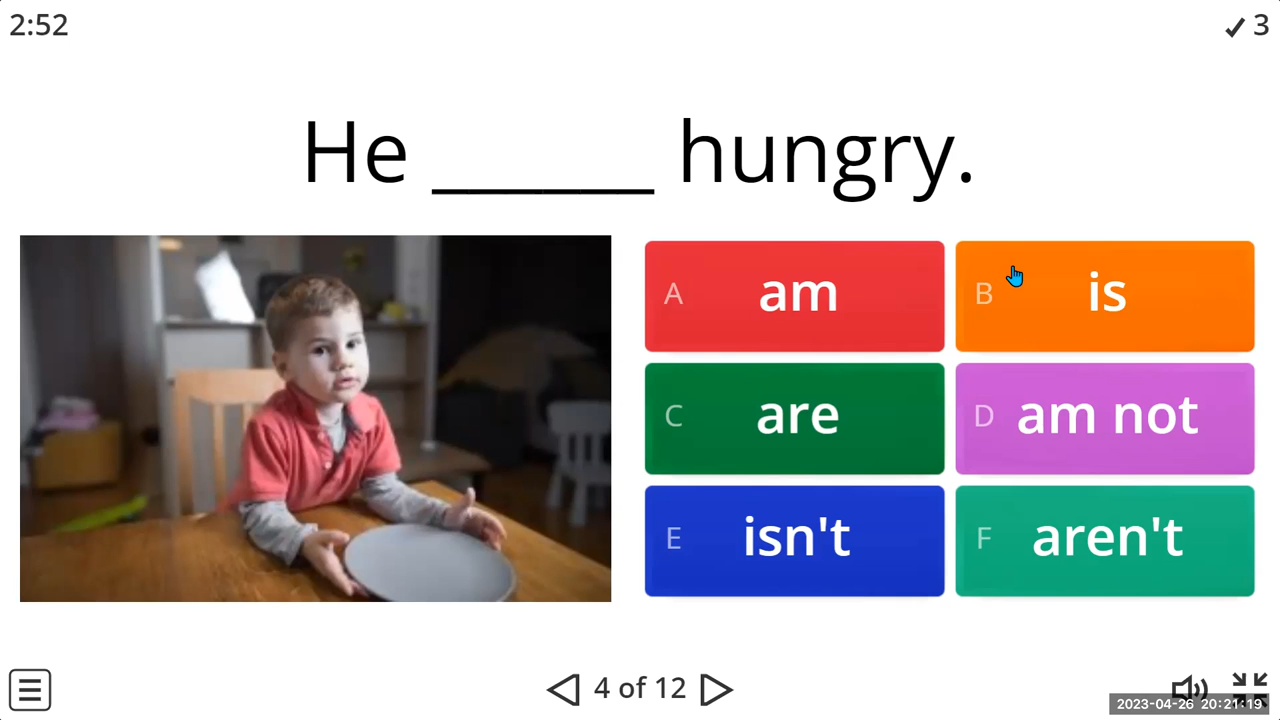 2:52
✓ 3
He ______ hungry.
A am
B is
C are
D am not
E isn't
F aren't
4 of 12
2023-04-26 20:21:19